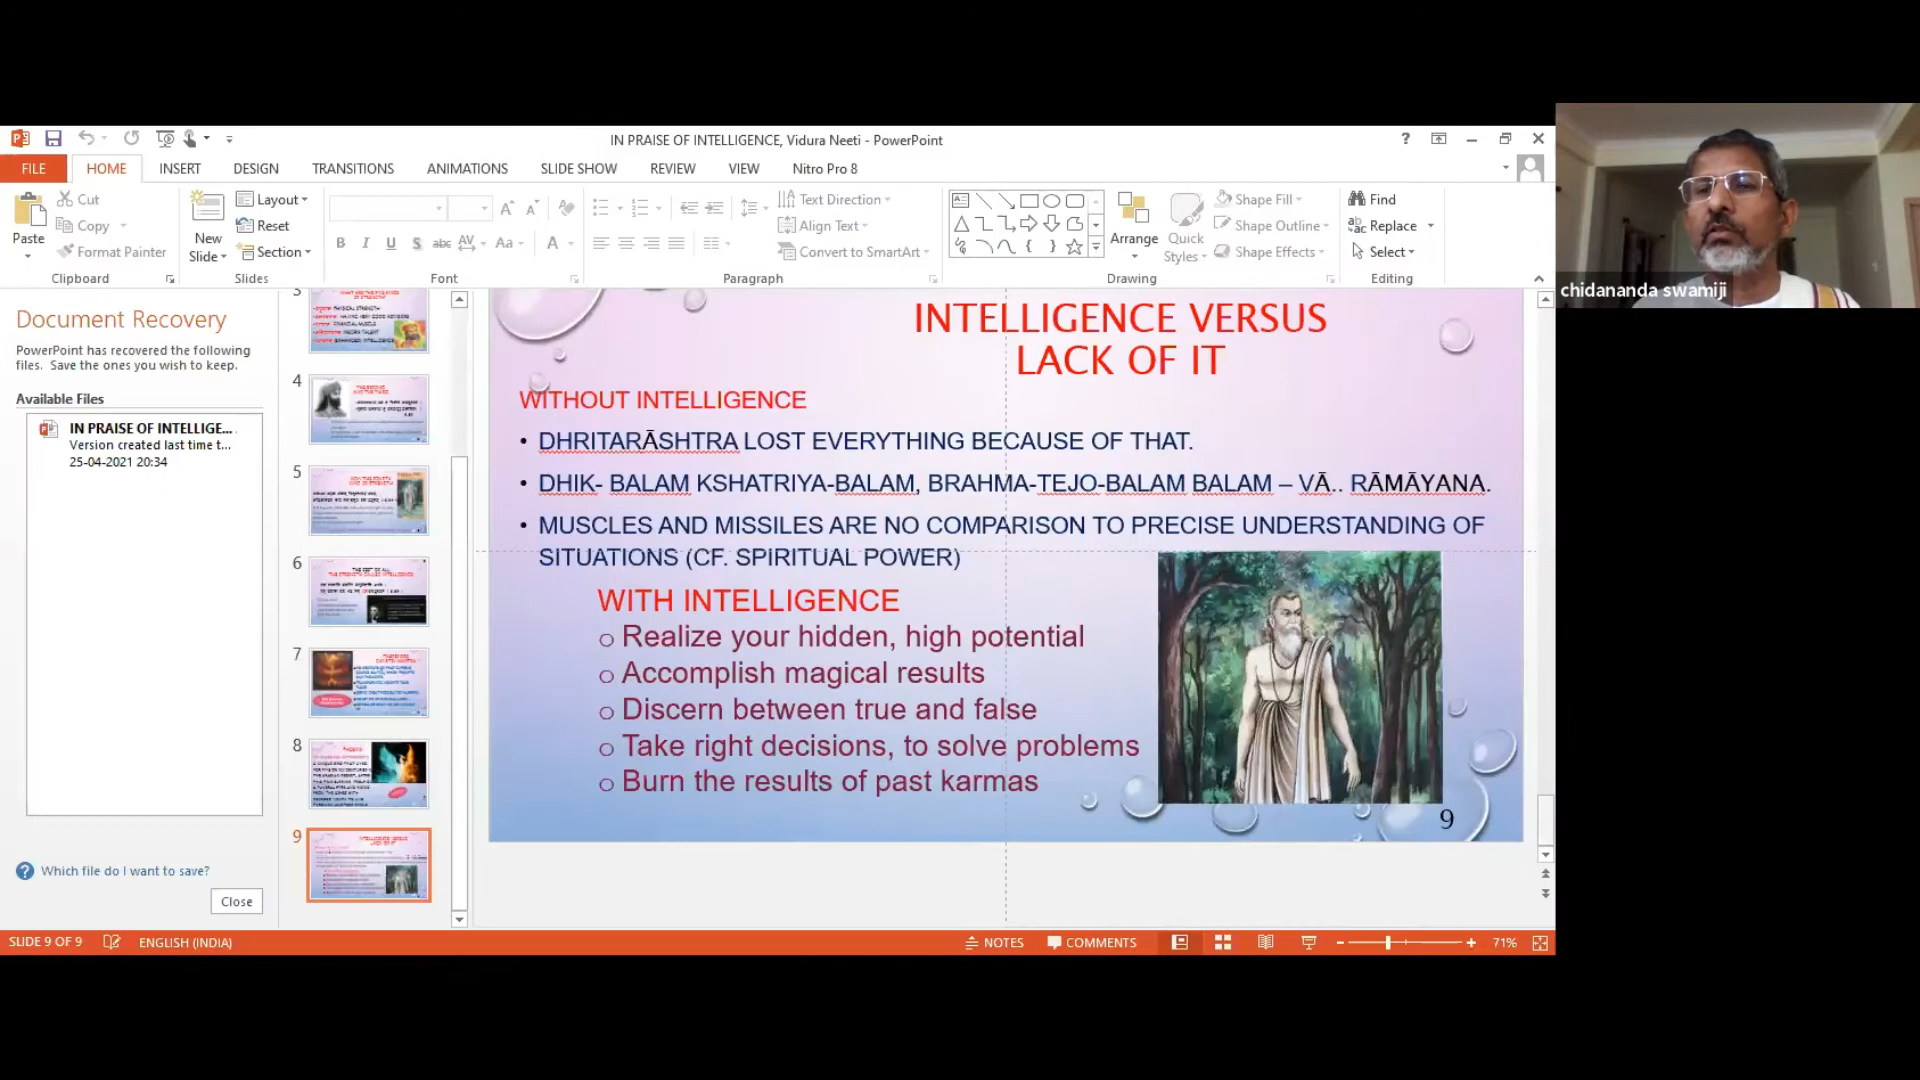 IN PRAISE OF INTELLIGENCE, Vidura Neeti - PowerPoint
?
FILE HOME INSERT DESIGN TRANSITIONS ANIMATIONS SLIDE SHOW REVIEW VIEW Nitro Pro 8
Paste
Cut
Copy
Format Painter
Clipboard
New
Slide
Layout
Reset
Section
Slides
B I U S abc AV Aa A
Font
Text Direction
Align Text
Convert to SmartArt
Paragraph
Arrange
Quick
Styles
Shape Fill
Shape Outline
Shape Effects
Drawing
Find
Replace
Select
Editing
chidananda swamiji
Document Recovery
PowerPoint has recovered the following
files. Save the ones you wish to keep.
Available Files
IN PRAISE OF INTELLIGE...
Version created last time t...
25-04-2021 20:34
Which file do I want to save?
Close
3
4
5
6
7
8
9
INTELLIGENCE VERSUS
LACK OF IT
WITHOUT INTELLIGENCE
• DHRITARĀSHTRA LOST EVERYTHING BECAUSE OF THAT.
• DHIK- BALAM KSHATRIYA-BALAM, BRAHMA-TEJO-BALAM BALAM – VĀ.. RĀMĀYANA.
• MUSCLES AND MISSILES ARE NO COMPARISON TO PRECISE UNDERSTANDING OF
SITUATIONS (CF. SPIRITUAL POWER)
WITH INTELLIGENCE
o Realize your hidden, high potential
o Accomplish magical results
o Discern between true and false
o Take right decisions, to solve problems
o Burn the results of past karmas
9
SLIDE 9 OF 9 ENGLISH (INDIA) NOTES COMMENTS 71%